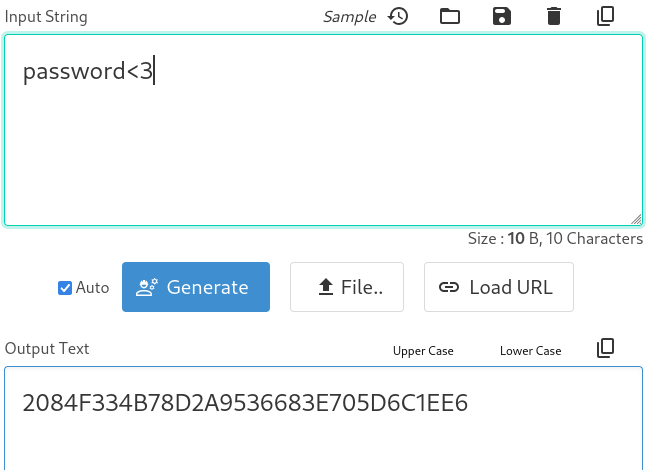 Input String Sample
password<3
Size : 10 B, 10 Characters
Auto Generate File.. Load URL
Output Text Upper Case Lower Case
2084F334B78D2A9536683E705D6C1EE6